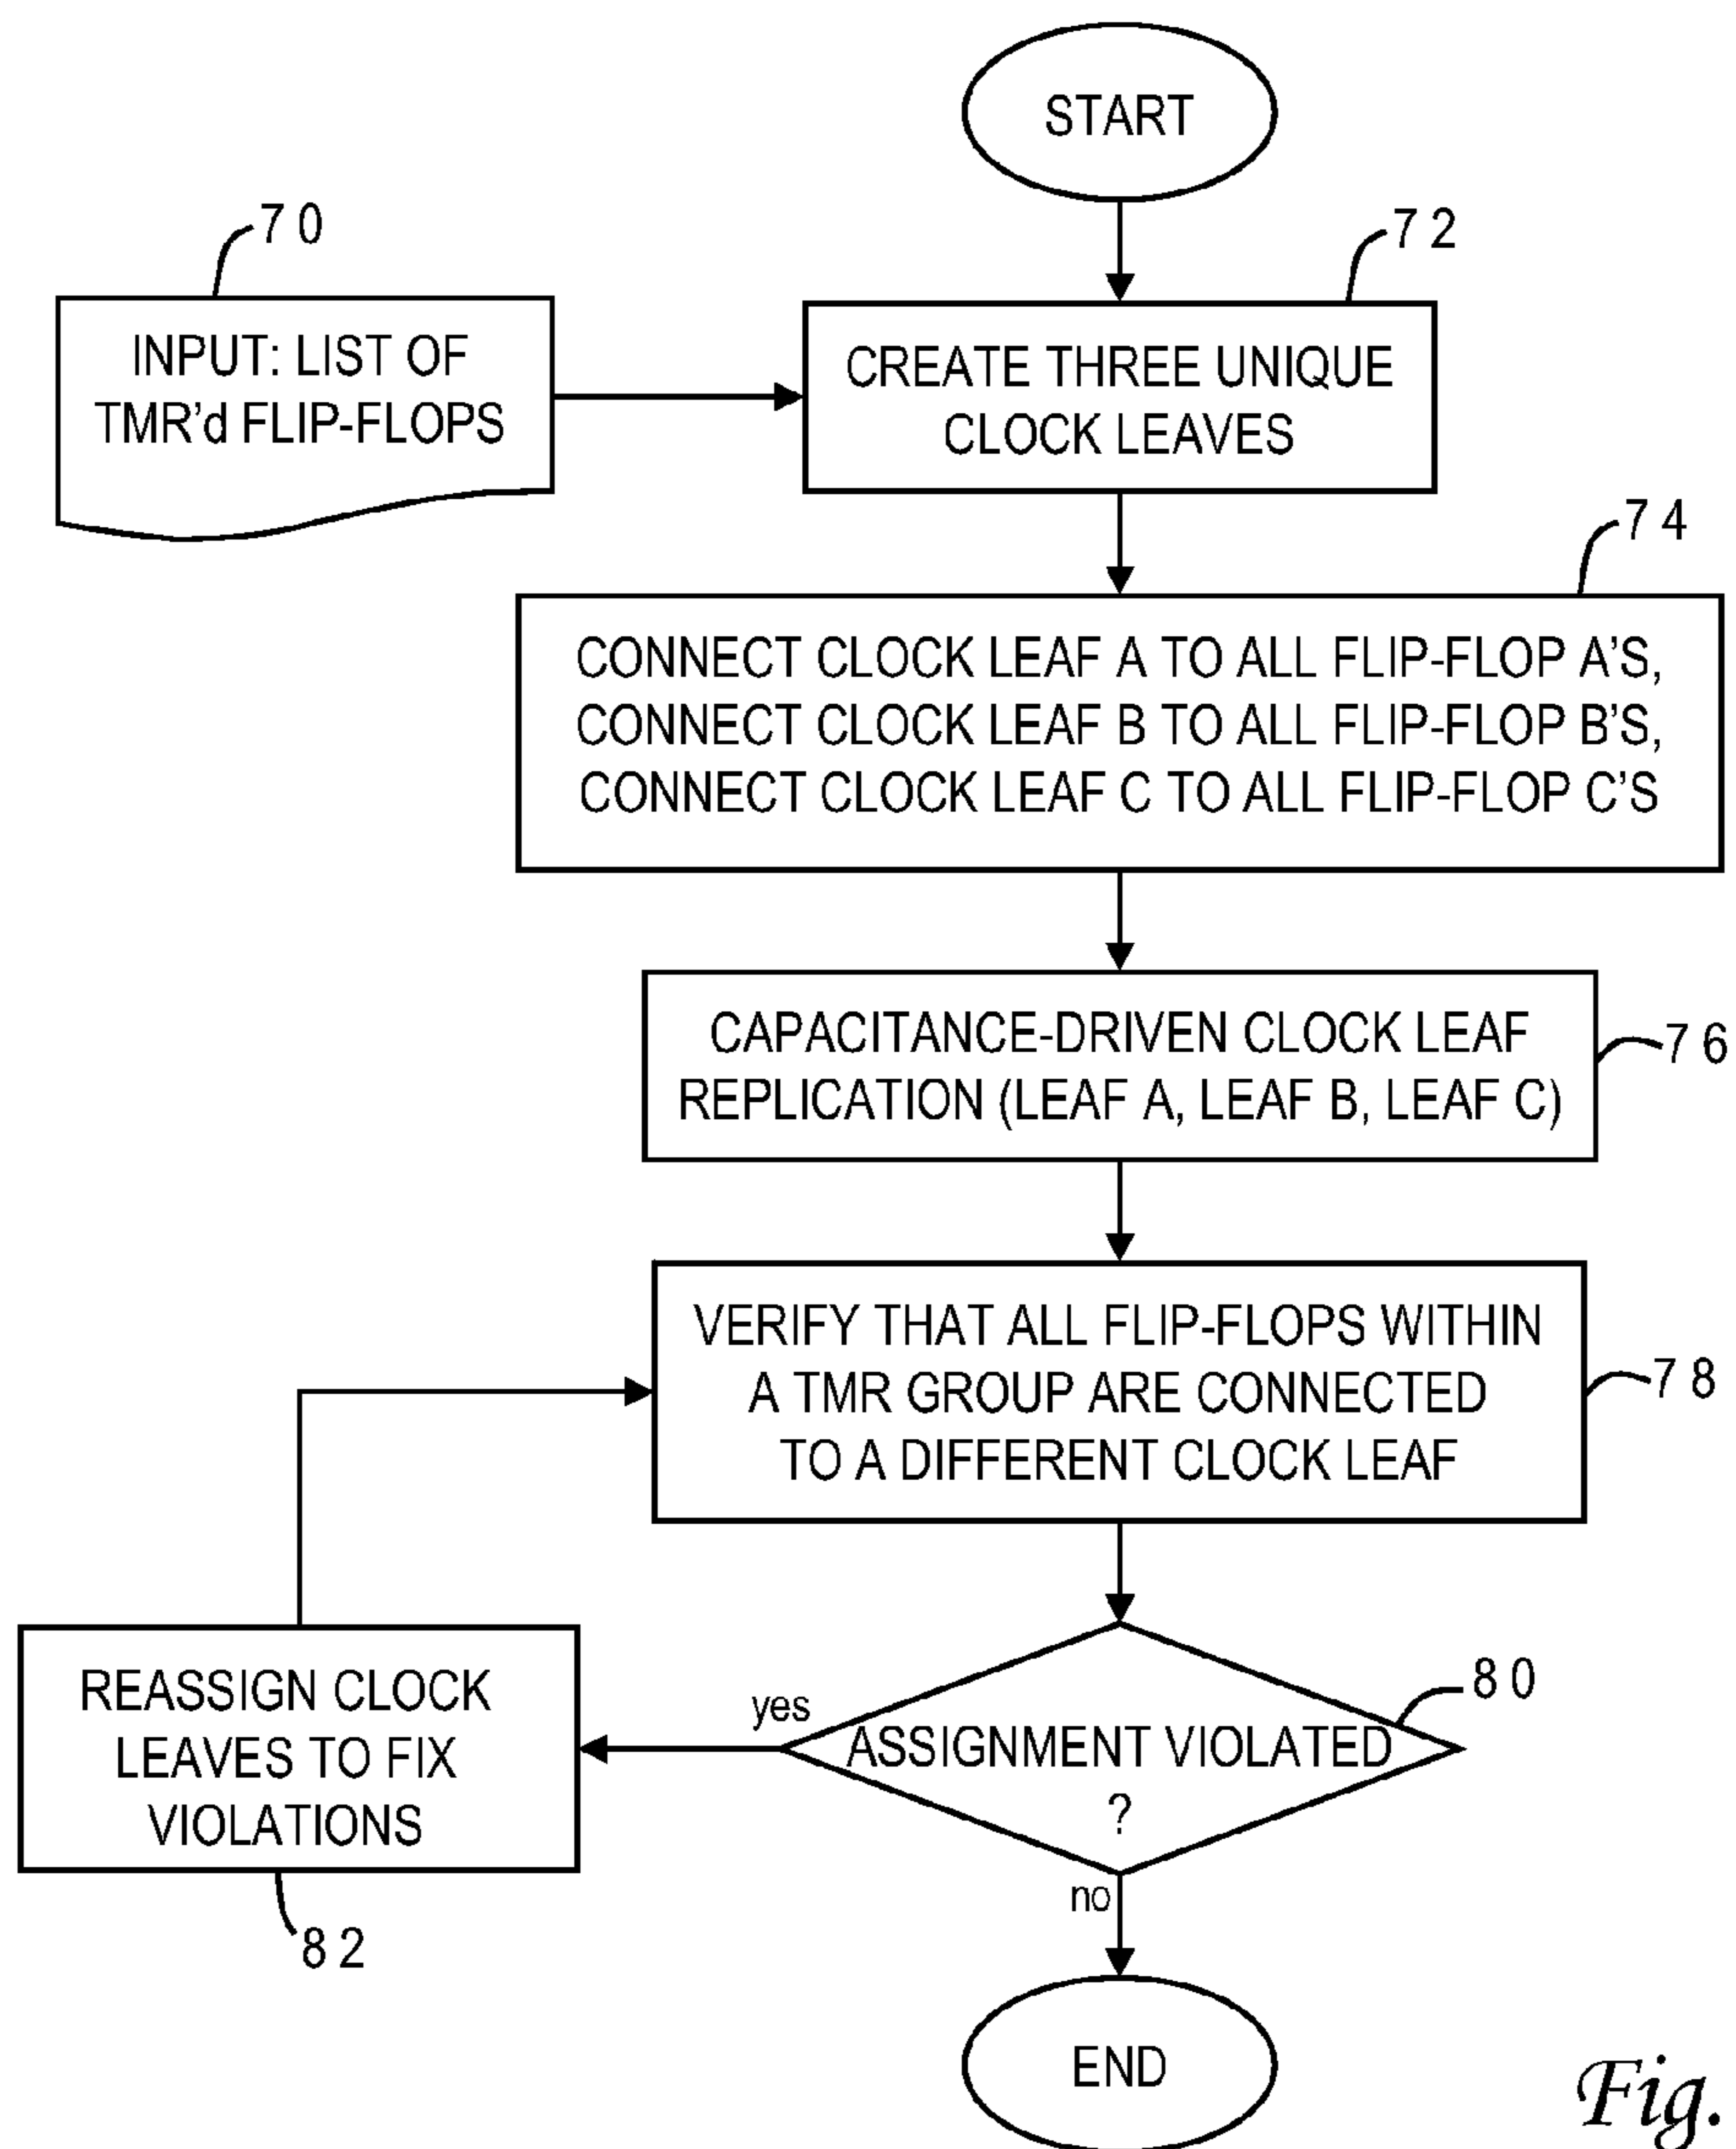 START
70
72
INPUT: LIST OF
TMR'd FLIP-FLOPS
CREATE THREE UNIQUE
CLOCK LEAVES
74
CONNECT CLOCK LEAF A TO ALL FLIP-FLOP A'S,
CONNECT CLOCK LEAF B TO ALL FLIP-FLOP B'S,
CONNECT CLOCK LEAF C TO ALL FLIP-FLOP C'S
CAPACITANCE-DRIVEN CLOCK LEAF
REPLICATION (LEAF A, LEAF B, LEAF C)
76
VERIFY THAT ALL FLIP-FLOPS WITHIN
A TMR GROUP ARE CONNECTED
TO A DIFFERENT CLOCK LEAF
78
80
yes
ASSIGNMENT VIOLATED
?
REASSIGN CLOCK
LEAVES TO FIX
VIOLATIONS
82
no
END
Fig.